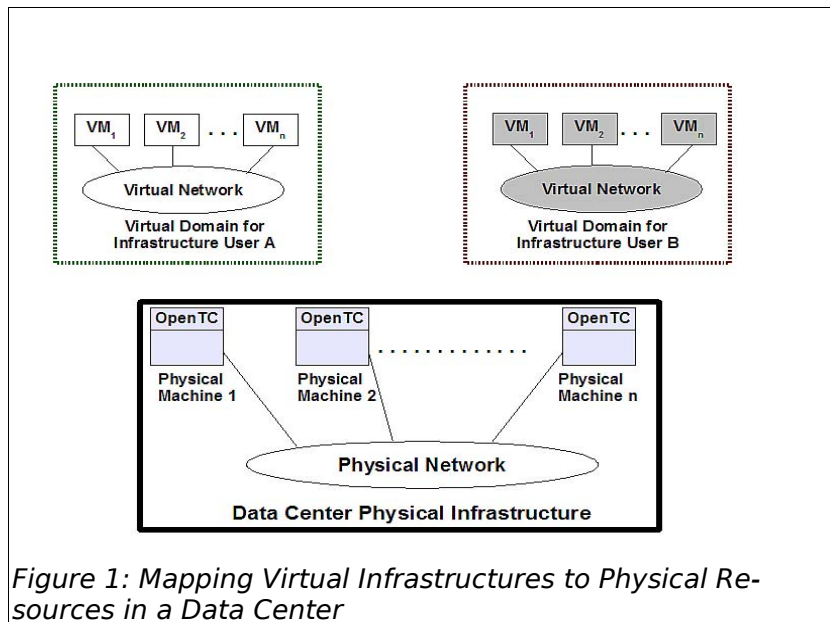 VM1 VM2 ... VMn
Virtual Network
Virtual Domain for
Infrastructure User A
VM1 VM2 ... VMn
Virtual Network
Virtual Domain for
Infrastructure User B
OpenTC OpenTC ............. OpenTC
Physical
Machine 1
Physical
Machine 2
Physical
Machine n
Physical Network
Data Center Physical Infrastructure
Figure 1: Mapping Virtual Infrastructures to Physical Re-
sources in a Data Center